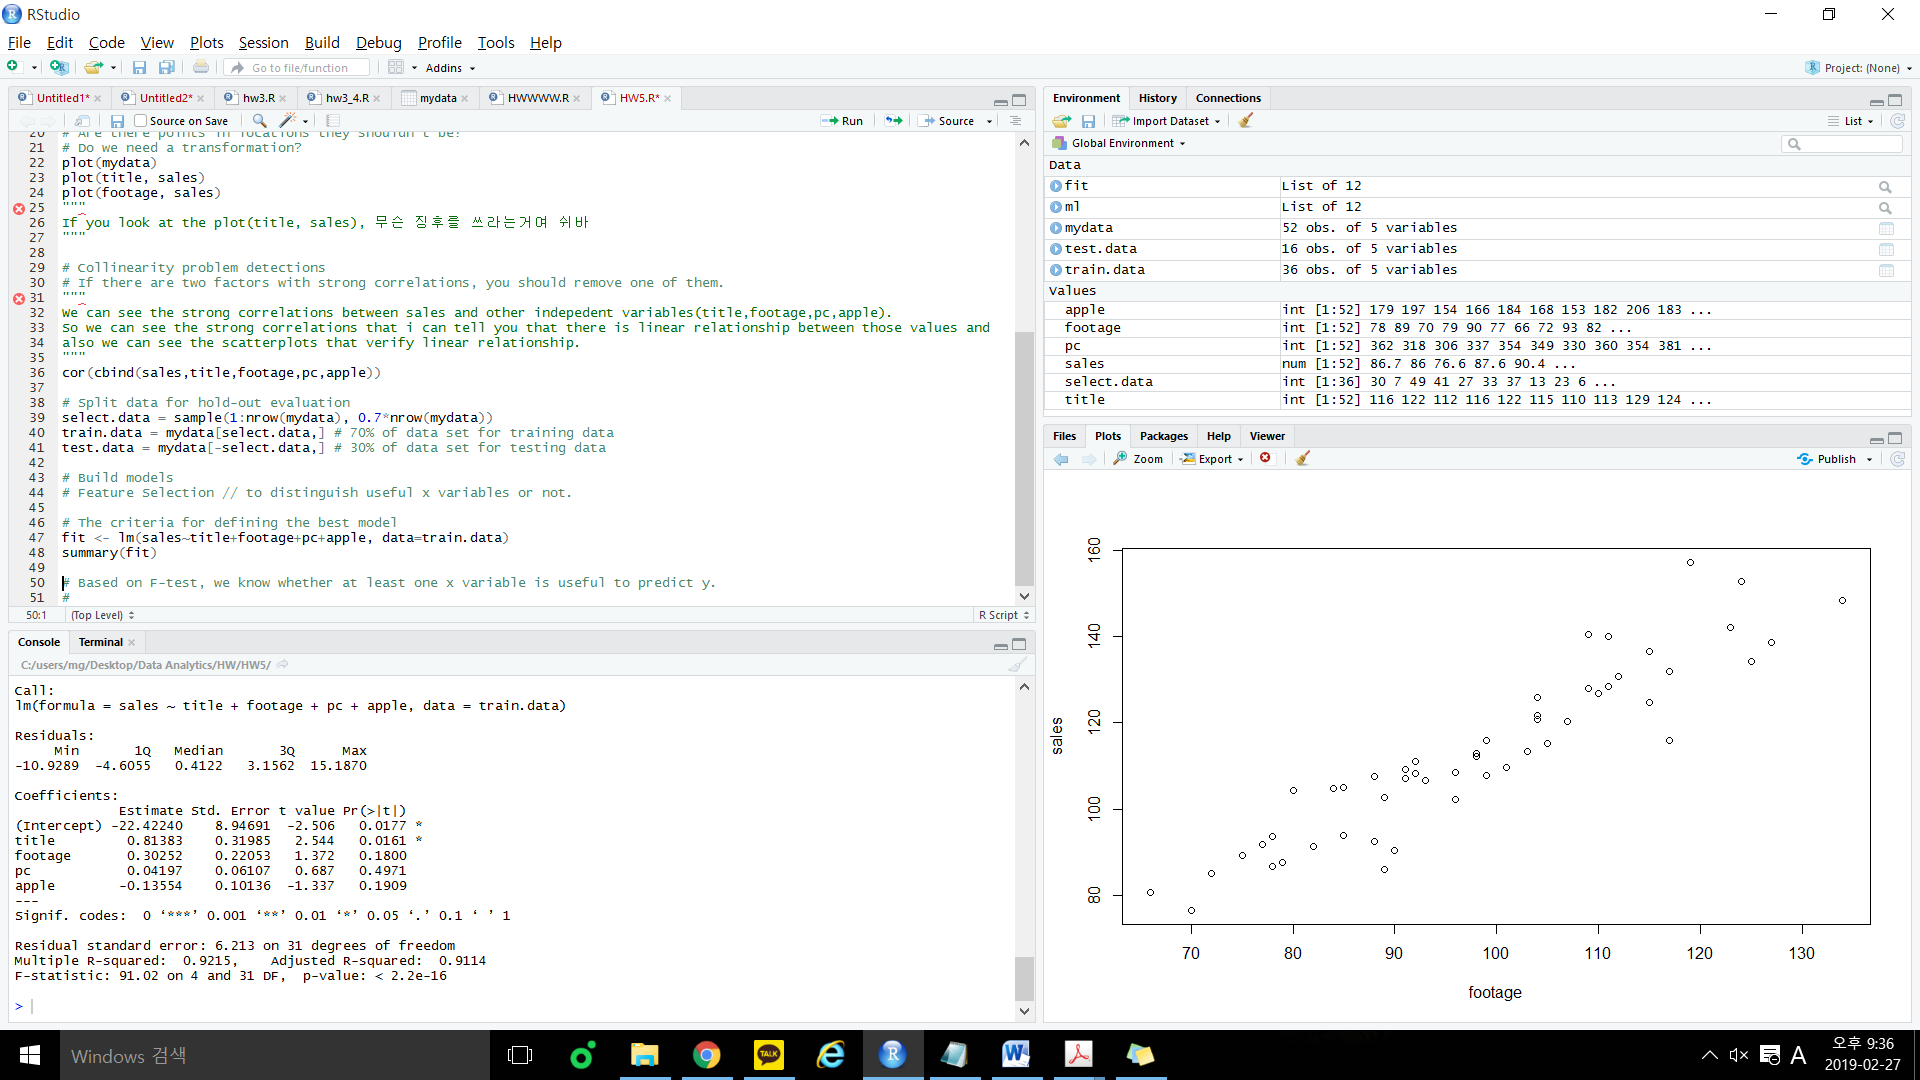 RStudio
File Edit Code View Plots Session Build Debug Profile Tools Help
Go to file/function Addins Project: (None)
Untitled1* Untitled2* hw3.R hw3_4.R mydata HWWWW.R HW5.R*
Source on Save Run Source
20 # Are there points in locations they shouldn't be?
21 # Do we need a transformation?
22 plot(mydata)
23 plot(title, sales)
24 plot(footage, sales)
25 """
26 If you look at the plot(title, sales), 무슨 징후를 쓰라는거여 쉬바
27 """
28
29 # Collinearity problem detections
30 # If there are two factors with strong correlations, you should remove one of them.
31 """
32 We can see the strong correlations between sales and other indepedent variables(title,footage,pc,apple).
33 So we can see the strong correlations that i can tell you that there is linear relationship between those values and
34 also we can see the scatterplots that verify linear relationship.
35 """
36 cor(cbind(sales,title,footage,pc,apple))
37
38 # Split data for hold-out evaluation
39 select.data = sample(1:nrow(mydata), 0.7*nrow(mydata))
40 train.data = mydata[select.data,] # 70% of data set for training data
41 test.data = mydata[-select.data,] # 30% of data set for testing data
42
43 # Build models
44 # Feature Selection // to distinguish useful x variables or not.
45
46 # The criteria for defining the best model
47 fit <- lm(sales~title+footage+pc+apple, data=train.data)
48 summary(fit)
49
50 # Based on F-test, we know whether at least one x variable is useful to predict y.
51 #
50:1 (Top Level) R Script
Console Terminal
C:/users/mg/Desktop/Data Analytics/HW/HW5/
Call:
lm(formula = sales ~ title + footage + pc + apple, data = train.data)
Residuals:
Min 1Q Median 3Q Max
-10.9289 -4.6055 0.4122 3.1562 15.1870
Coefficients:
Estimate Std. Error t value Pr(>|t|)
(Intercept) -22.42240 8.94691 -2.506 0.0177 *
title 0.81383 0.31985 2.544 0.0161 *
footage 0.30252 0.22053 1.372 0.1800
pc 0.04197 0.06107 0.687 0.4971
apple -0.13554 0.10136 -1.337 0.1909
---
Signif. codes: 0 ‘***’ 0.001 ‘**’ 0.01 ‘*’ 0.05 ‘.’ 0.1 ‘ ’ 1
Residual standard error: 6.213 on 31 degrees of freedom
Multiple R-squared: 0.9215, Adjusted R-squared: 0.9114
F-statistic: 91.02 on 4 and 31 DF, p-value: < 2.2e-16
>
Environment History Connections
Import Dataset List
Global Environment
Data
fit List of 12
ml List of 12
mydata 52 obs. of 5 variables
test.data 16 obs. of 5 variables
train.data 36 obs. of 5 variables
Values
apple int [1:52] 179 197 154 166 184 168 153 182 206 183 ...
footage int [1:52] 78 89 70 79 90 77 66 72 93 82 ...
pc int [1:52] 362 318 306 337 354 349 330 360 354 381 ...
sales num [1:52] 86.7 86 76.6 87.6 90.4 ...
select.data int [1:36] 30 7 49 41 27 33 37 13 23 6 ...
title int [1:52] 116 122 112 116 122 115 110 113 129 124 ...
Files Plots Packages Help Viewer
Zoom Export Publish
160
140
120
100
80
sales
70 80 90 100 110 120 130
footage
Windows 검색
TALK
A
오후 9:36
2019-02-27